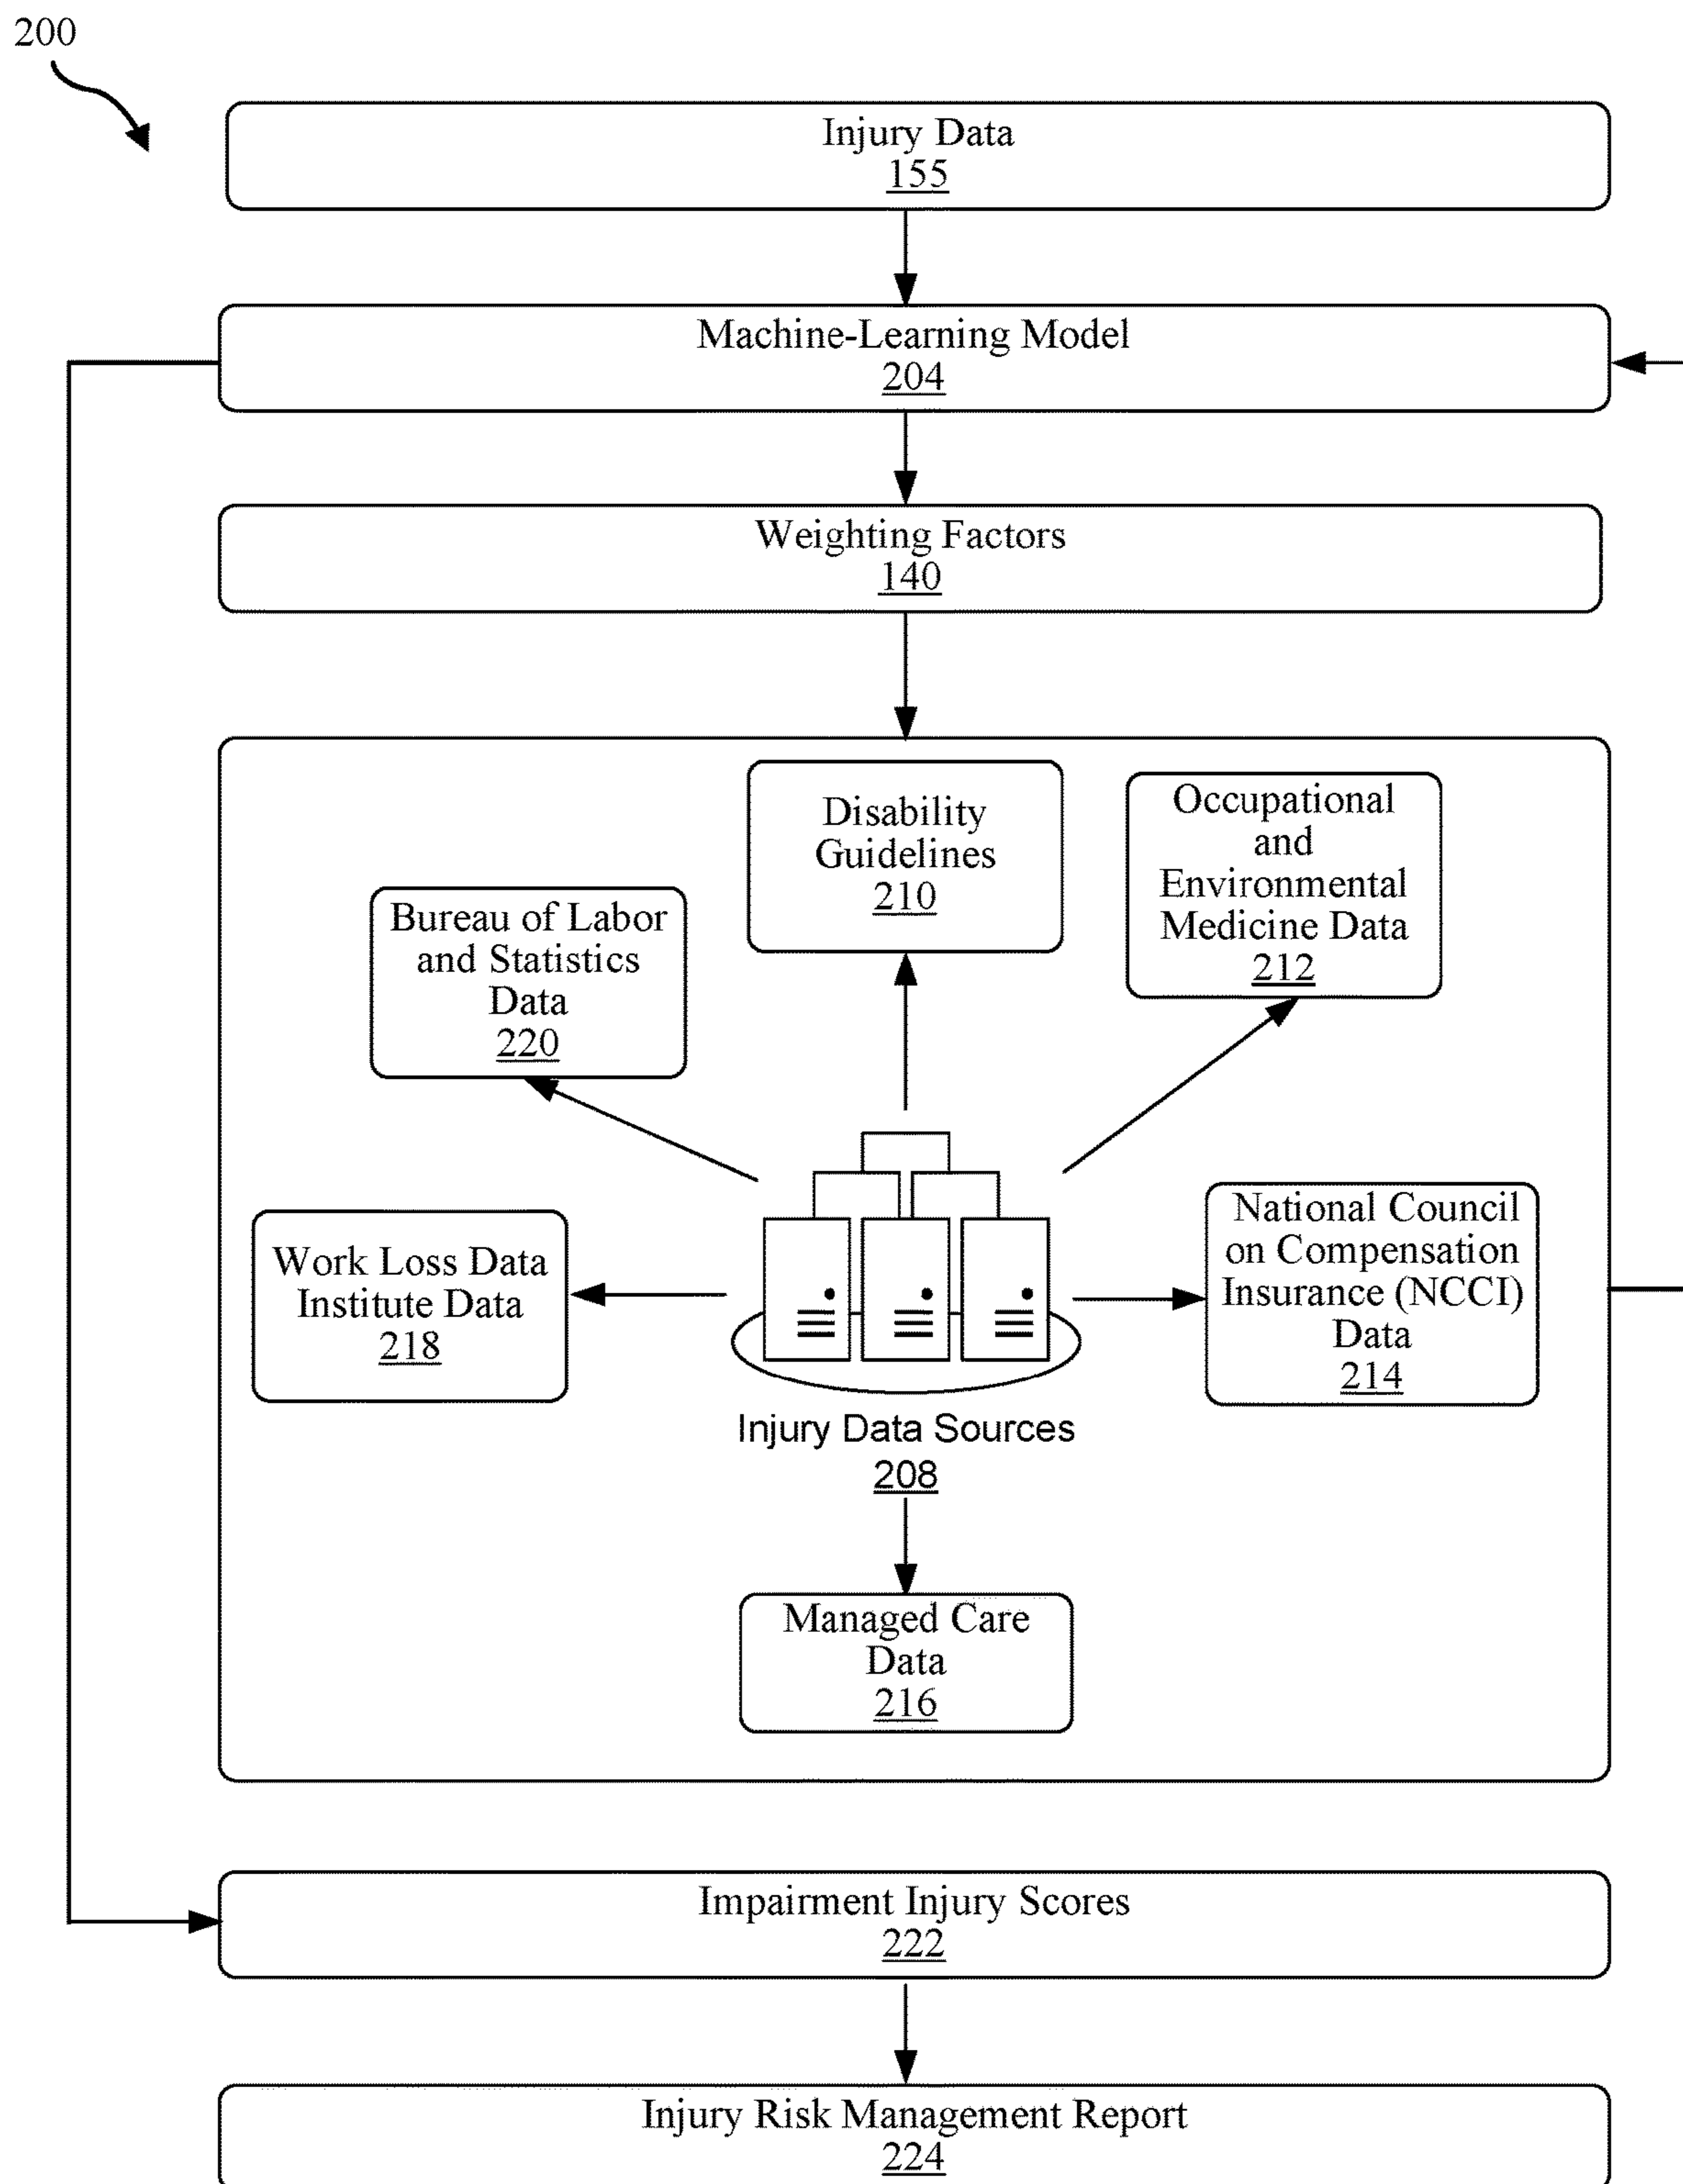 200
Injury Data
155
Machine-Learning Model
204
Weighting Factors
140
Disability
Guidelines
210
Occupational
and
Environmental
Medicine Data
212
Bureau of Labor
and Statistics
Data
220
Work Loss Data
Institute Data
218
National Council
on Compensation
Insurance (NCCI)
Data
214
Injury Data Sources
208
Managed Care
Data
216
Impairment Injury Scores
222
Injury Risk Management Report
224